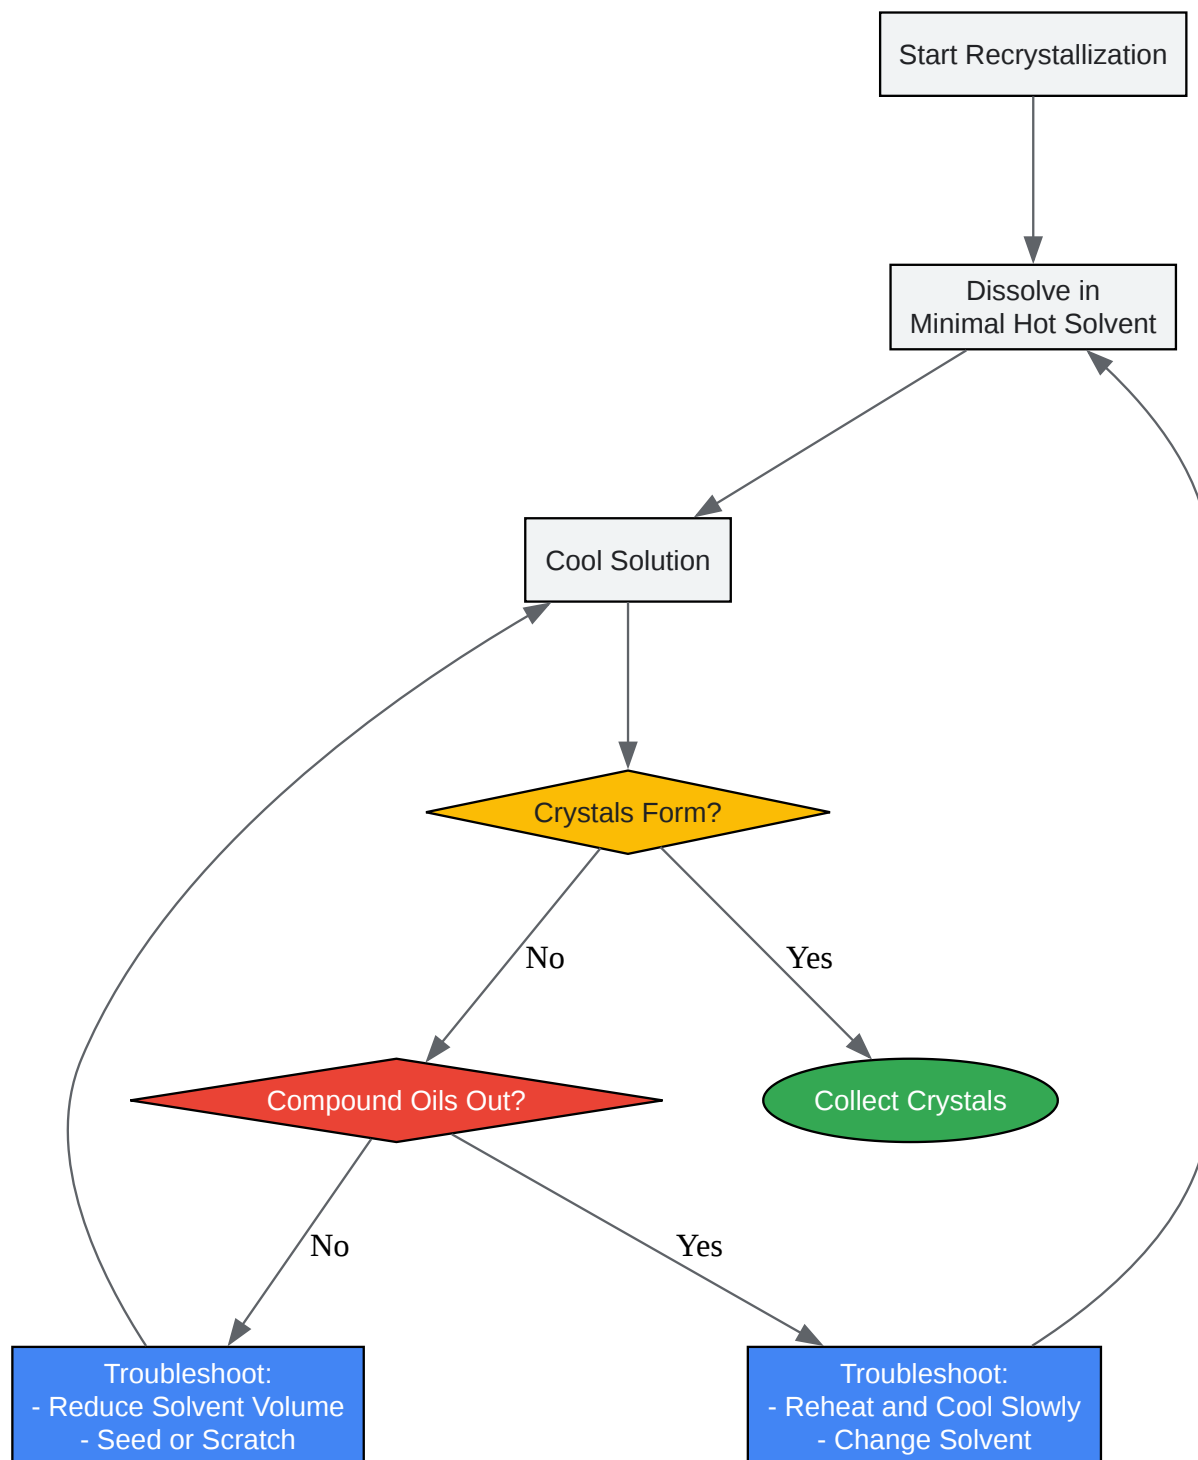 Start Recrystallization
Dissolve in
Minimal Hot Solvent
Cool Solution
Crystals Form?
No
Yes
Compound Oils Out?
Collect Crystals
No
Yes
Troubleshoot:
- Reduce Solvent Volume
- Seed or Scratch
Troubleshoot:
- Reheat and Cool Slowly
- Change Solvent